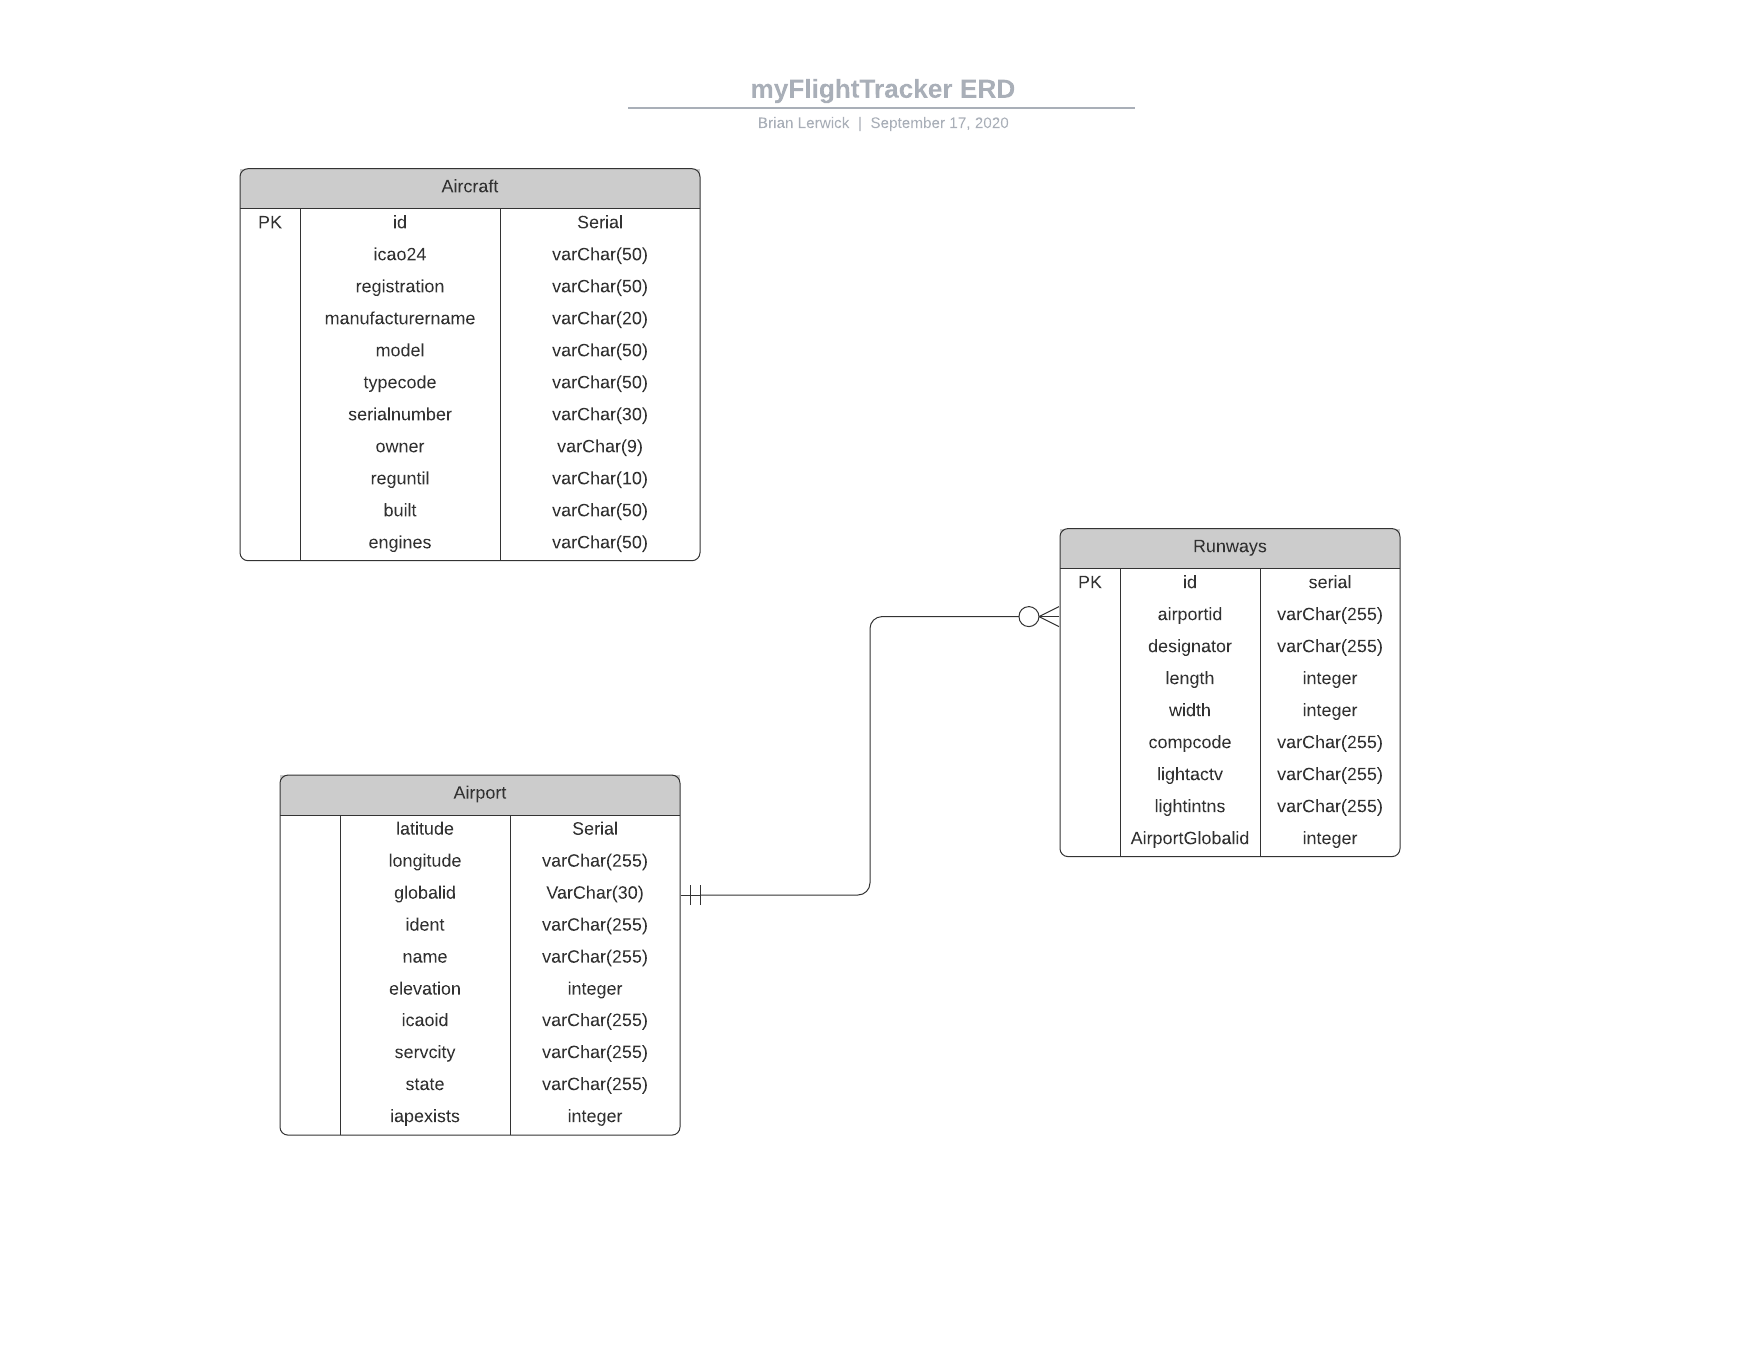 myFlightTracker ERD
Brian Lerwick | September 17, 2020
Aircraft
PK id Serial
icao24 varChar(50)
registration varChar(50)
manufacturername varChar(20)
model varChar(50)
typecode varChar(50)
serialnumber varChar(30)
owner varChar(9)
reguntil varChar(10)
built varChar(50)
engines varChar(50)
Runways
PK id serial
airportid varChar(255)
designator varChar(255)
length integer
width integer
compcode varChar(255)
lightactv varChar(255)
lightintns varChar(255)
AirportGlobalid integer
Airport
latitude Serial
longitude varChar(255)
globalid VarChar(30)
ident varChar(255)
name varChar(255)
elevation integer
icaoid varChar(255)
servcity varChar(255)
state varChar(255)
iapexists integer